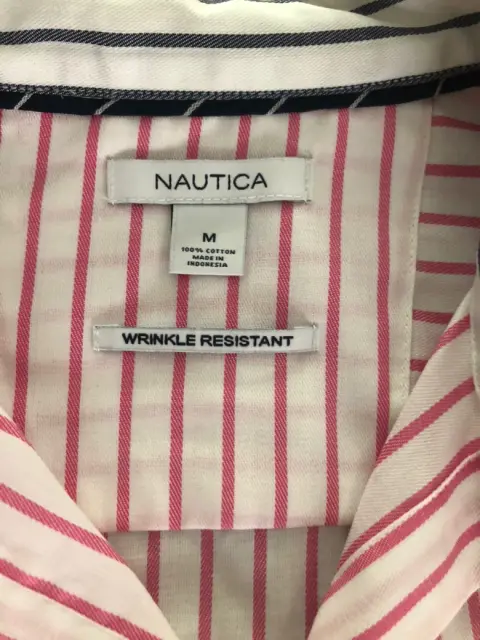 NAUTICA
M
100% COTTON
MADE IN
INDONESIA
WRINKLE RESISTANT